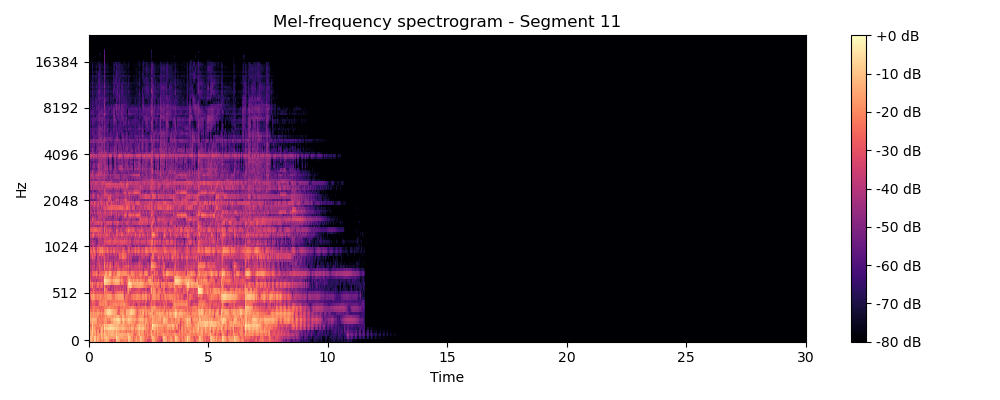 Mel-frequency spectrogram - Segment 11
Hz
16384
8192
4096
2048
1024
512
0
0 5 10 15 20 25 30
Time
+0 dB
-10 dB
-20 dB
-30 dB
-40 dB
-50 dB
-60 dB
-70 dB
-80 dB